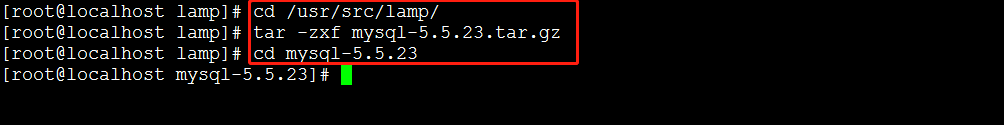 [root@localhost lamp]# cd /usr/src/lamp/
[root@localhost lamp]# tar -zxf mysql-5.5.23.tar.gz
[root@localhost lamp]# cd mysql-5.5.23
[root@localhost mysql-5.5.23]#